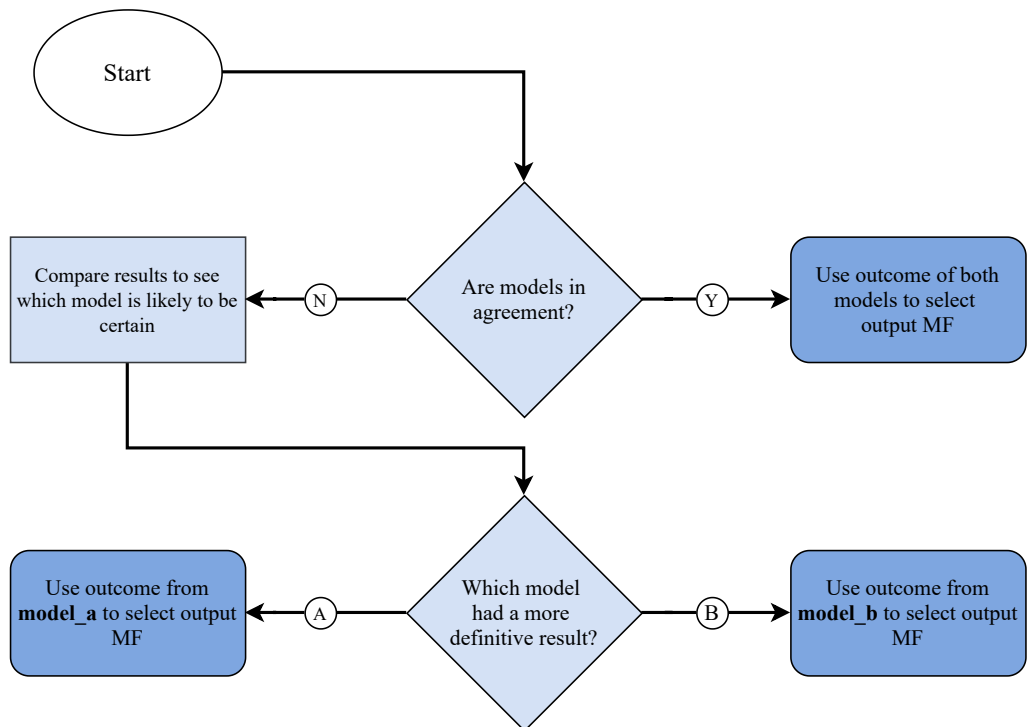 Start
Compare results to see
which model is likely to be
certain
N
Are models in
agreement?
Y
Use outcome of both
models to select
output MF
Use outcome from
model_a to select output
MF
A
Which model
had a more
definitive result?
B
Use outcome from
model_b to select output
MF